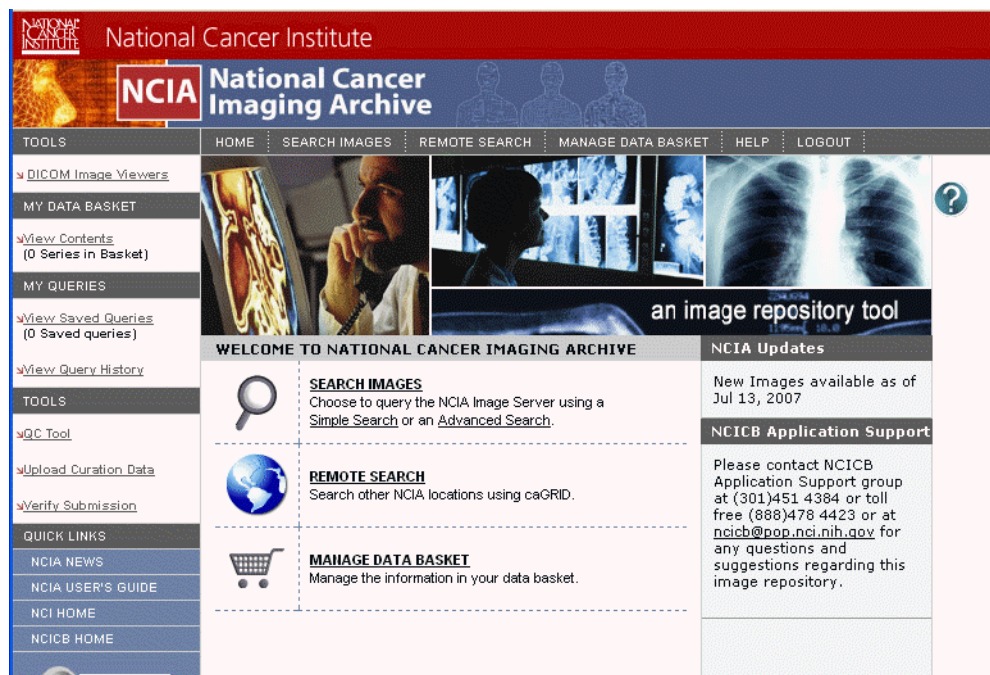 NATIONAL
CANCER
INSTITUTE
National Cancer Institute
NCIA
National Cancer
Imaging Archive
TOOLS
HOME
SEARCH IMAGES
REMOTE SEARCH
MANAGE DATA BASKET
HELP
LOGOUT
DICOM Image Viewers
MY DATA BASKET
View Contents
(0 Series in Basket)
MY QUERIES
View Saved Queries
(0 Saved queries)
View Query History
TOOLS
QC Tool
Upload Curation Data
Verify Submission
QUICK LINKS
NCIA NEWS
NCIA USER'S GUIDE
NCI HOME
NCICB HOME
?
an image repository tool
WELCOME TO NATIONAL CANCER IMAGING ARCHIVE
SEARCH IMAGES
Choose to query the NCIA Image Server using a
Simple Search or an Advanced Search.
REMOTE SEARCH
Search other NCIA locations using caGRID.
MANAGE DATA BASKET
Manage the information in your data basket.
NCIA Updates
New Images available as of
Jul 13, 2007
NCICB Application Support
Please contact NCICB
Application Support group
at (301)451 4384 or toll
free (888)478 4423 or at
ncicb@pop.nci.nih.gov for
any questions and
suggestions regarding this
image repository.